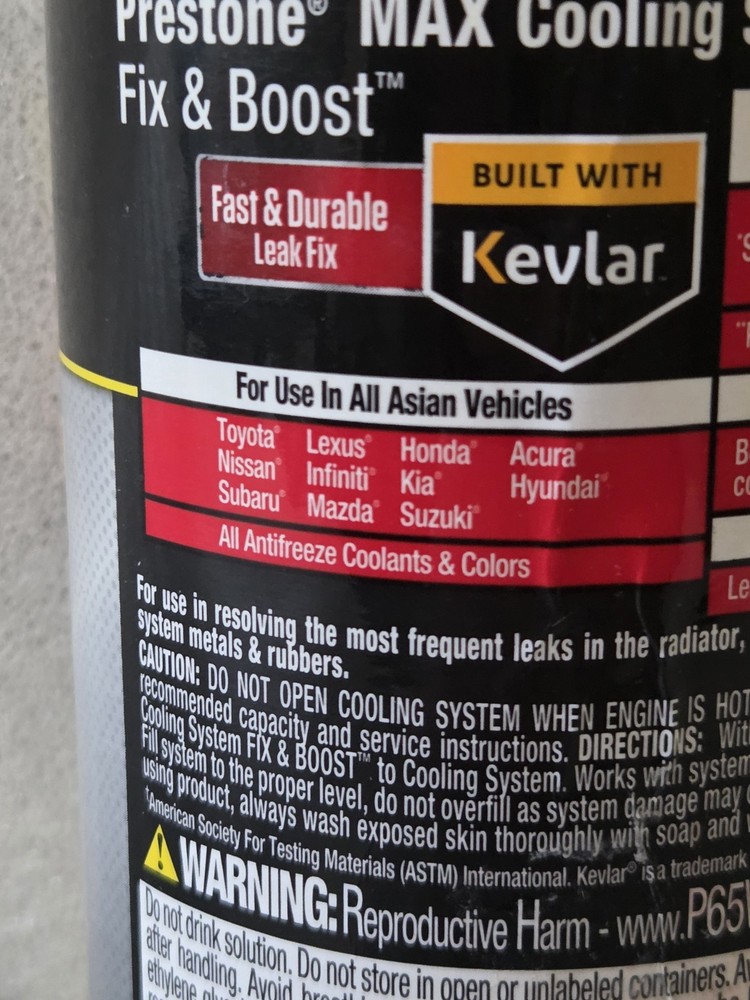 Prestone® MAX Cooling
Fix & Boost™
BUILT WITH
Kevlar
Fast & Durable
Leak Fix
For Use In All Asian Vehicles
Toyota® Lexus® Honda® Acura®
Nissan® Infiniti® Kia® Hyundai®
Subaru® Mazda® Suzuki®
All Antifreeze Coolants & Colors
For use in resolving the most frequent leaks in the radiator,
system metals & rubbers.
CAUTION: DO NOT OPEN COOLING SYSTEM WHEN ENGINE IS HOT
recommended capacity and service instructions. DIRECTIONS: Wit
Cooling System FIX & BOOST™ to Cooling System. Works with system
Fill system to the proper level, do not overfill as system damage may
using product, always wash exposed skin thoroughly with soap and
†American Society For Testing Materials (ASTM) International. Kevlar® is a trademark
WARNING: Reproductive Harm - www.P65W
Do not drink solution. Do not store in open or unlabeled containers. Av
after handling. Avoid
ethylene